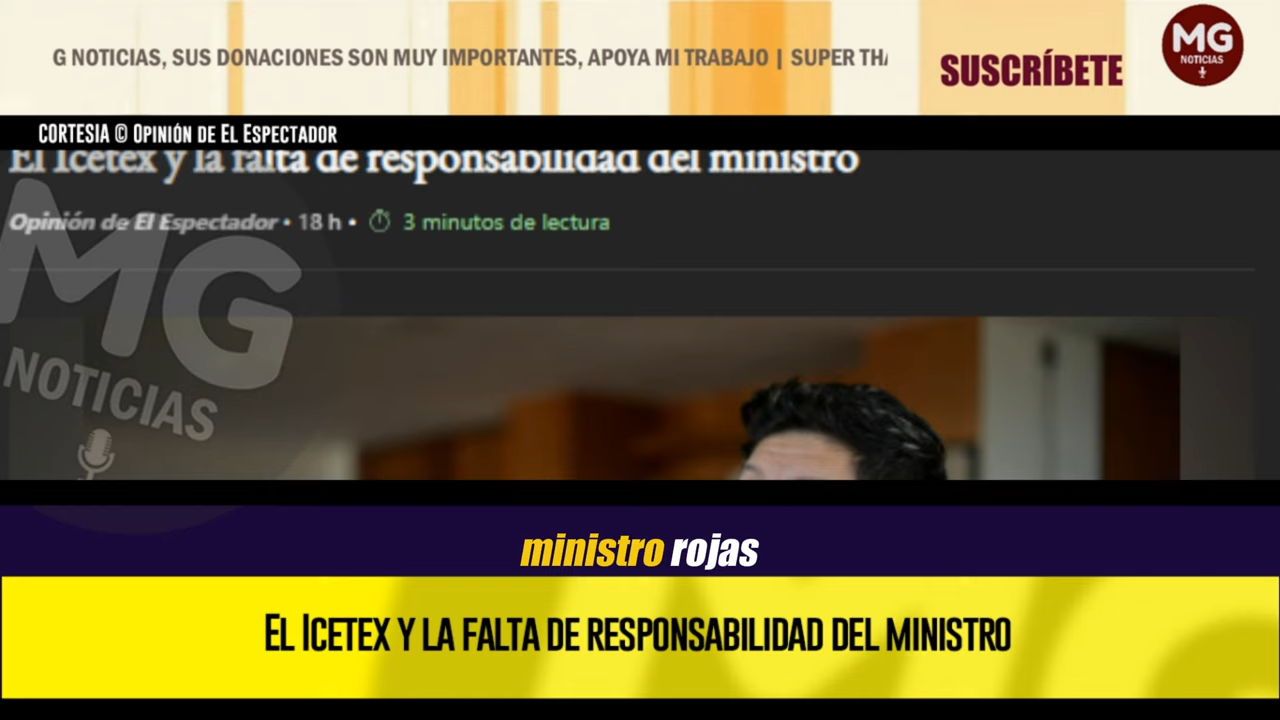 G NOTICIAS, SUS DONACIONES SON MUY IMPORTANTES, APOYA MI TRABAJO | SUPER THA
SUSCRÍBETE
MG
NOTICIAS
CORTESIA © OPINIÓN DE EL ESPECTADOR
El Icetex y la falta de responsabilidad del ministro
Opinión de El Espectador • 18 h • 3 minutos de lectura
MG
NOTICIAS
ministro rojas
EL ICETEX Y LA FALTA DE RESPONSABILIDAD DEL MINISTRO